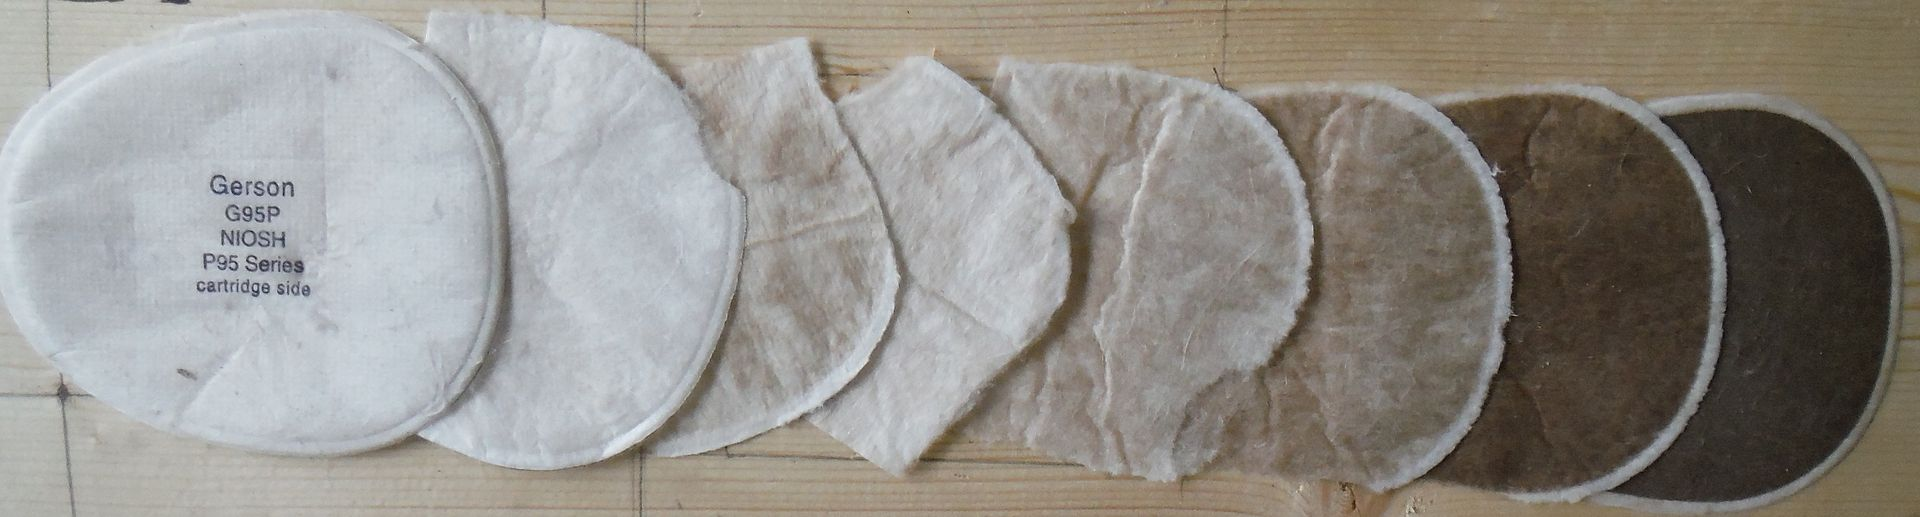 Gerson
G95P
NIOSH
P95 Series
cartridge side